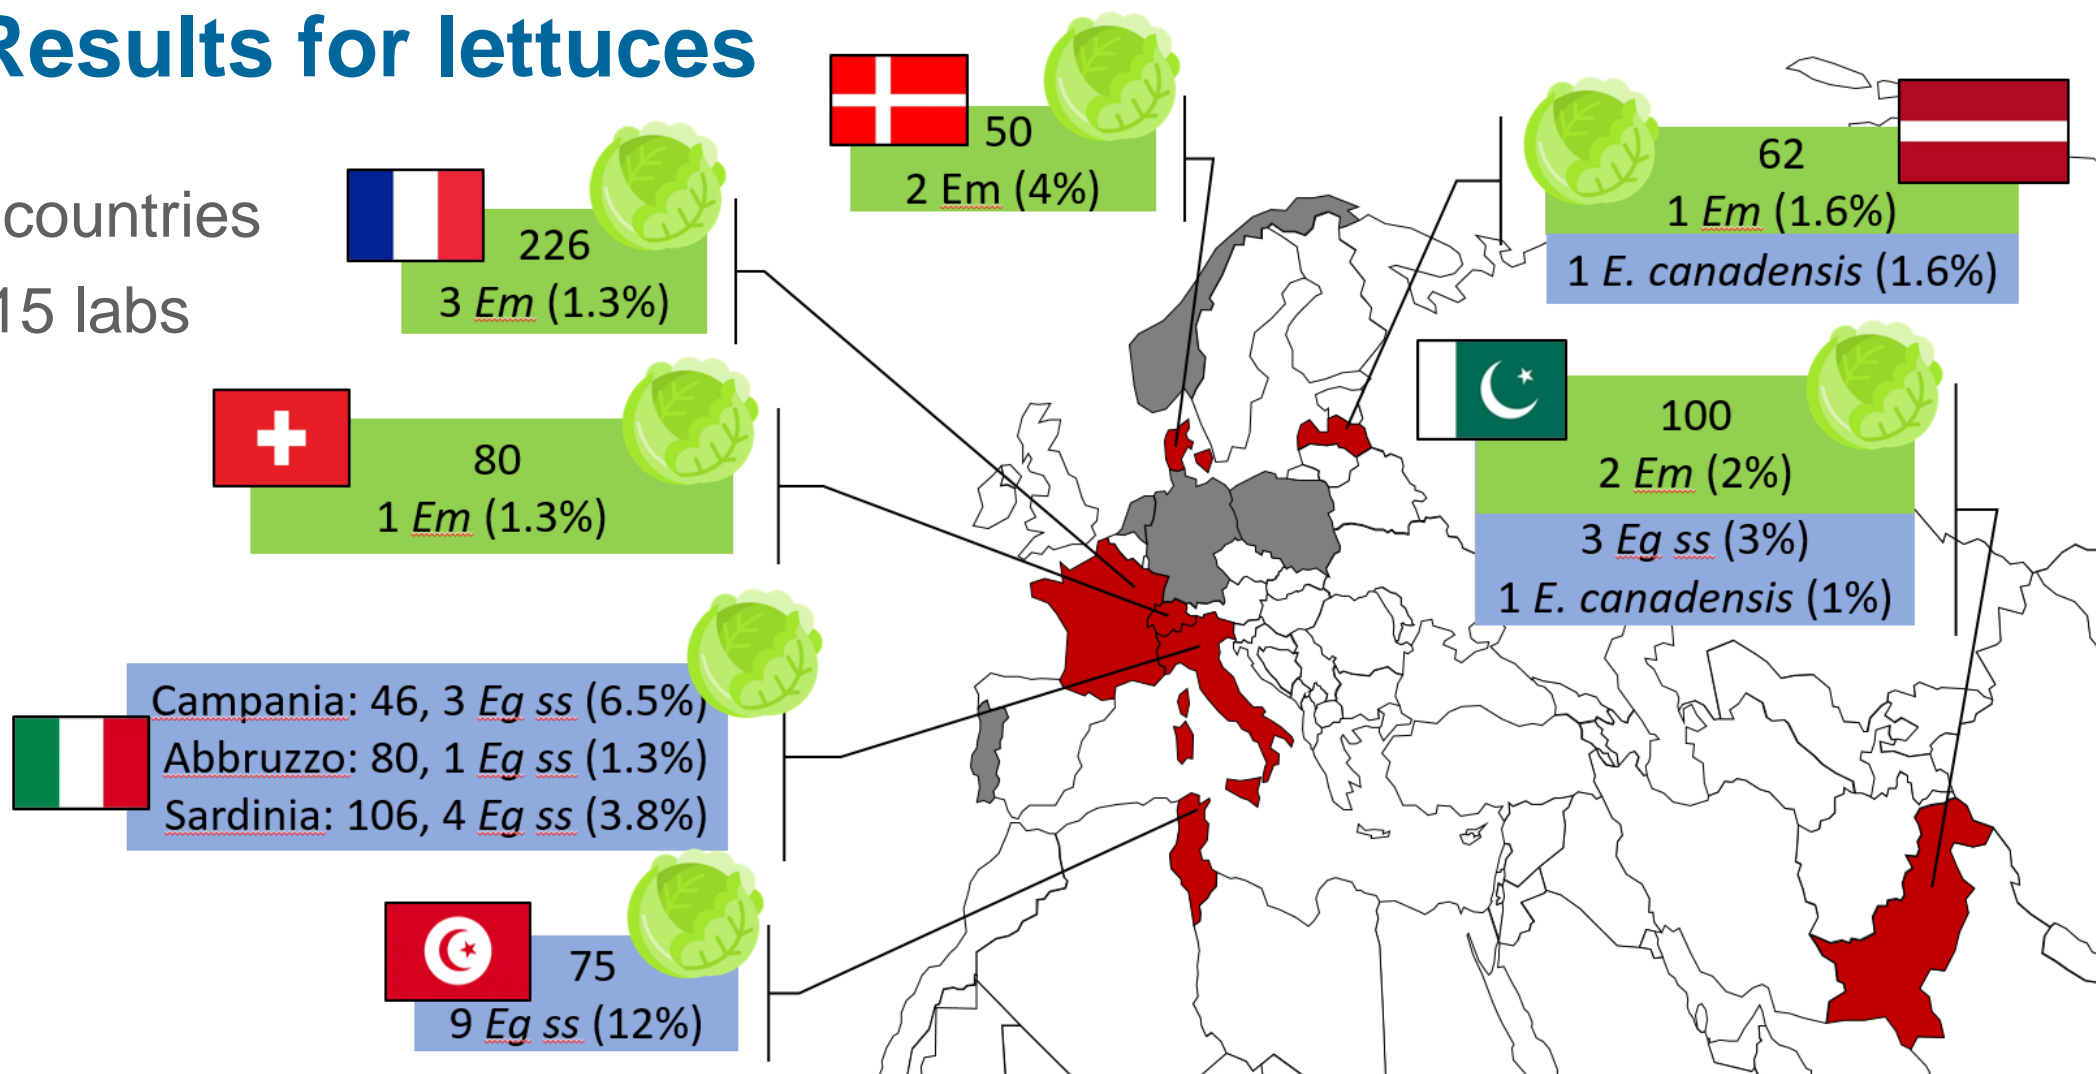 Results for lettuces
countries
15 labs
50
2 Em (4%)
62
1 Em (1.6%)
1 E. canadensis (1.6%)
226
3 Em (1.3%)
80
1 Em (1.3%)
100
2 Em (2%)
3 Eg ss (3%)
1 E. canadensis (1%)
Campania: 46, 3 Eg ss (6.5%)
Abbruzzo: 80, 1 Eg ss (1.3%)
Sardinia: 106, 4 Eg ss (3.8%)
75
9 Eg ss (12%)